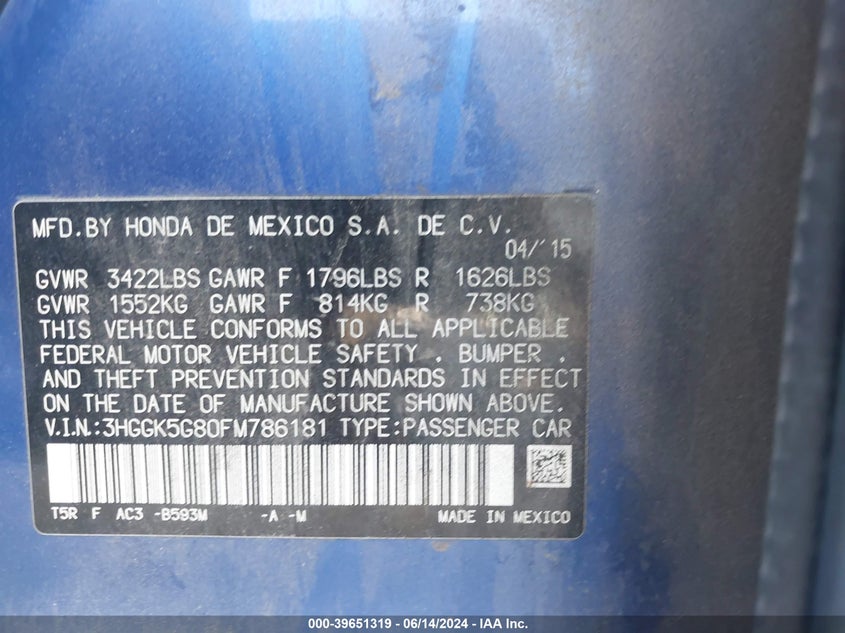 MFD.BY HONDA DE MEXICO S.A. DE C.V.
04/'15
GVWR 3422LBS GAWR F 1796LBS R 1626LBS
GVWR 1552KG GAWR F 814KG R 738KG
THIS VEHICLE CONFORMS TO ALL APPLICABLE
FEDERAL MOTOR VEHICLE SAFETY , BUMPER ,
AND THEFT PREVENTION STANDARDS IN EFFECT
ON THE DATE OF MANUFACTURE SHOWN ABOVE.
V.I.N.:3HGGK5G80FM786181 TYPE:PASSENGER CAR
T5R F AC3 -B593M -A -M MADE IN MEXICO
000-39651319 / 06/14/2024 - IAA Inc.